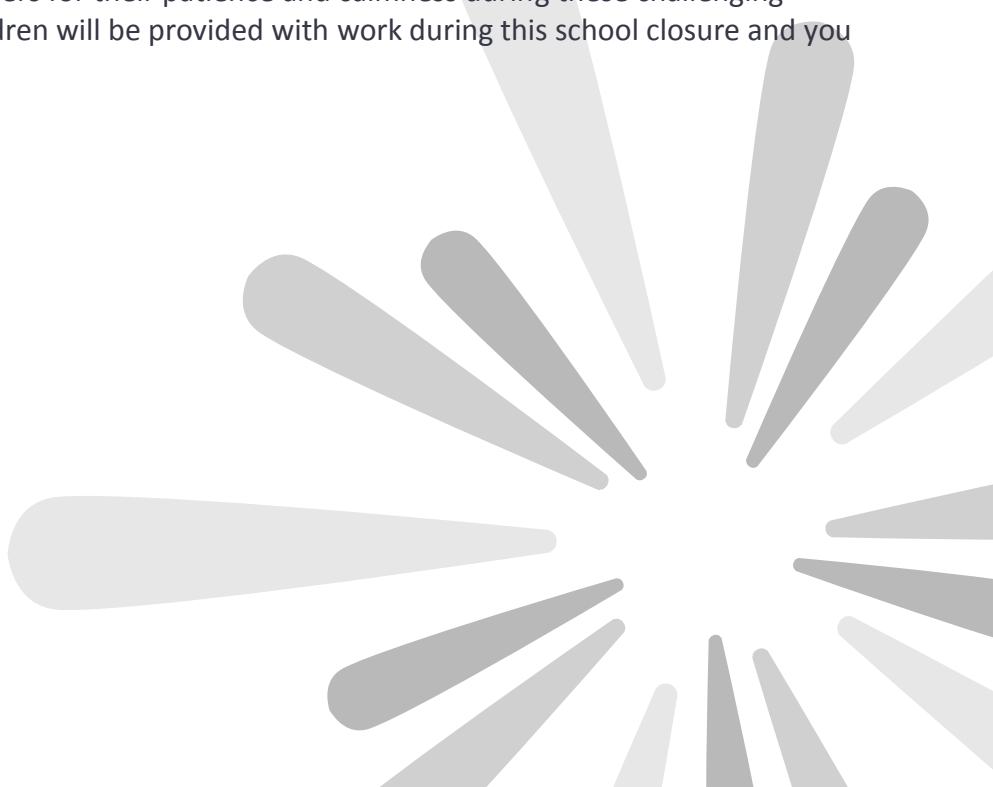 for their patience and calmness during these challenging
will be provided with work during this school closure and you